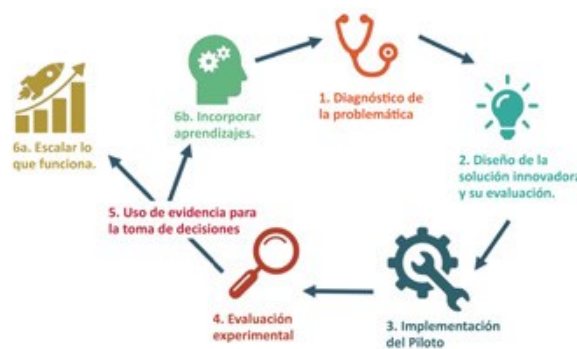 1. Diagnóstico de
la problemática
2. Diseño de la
solución innovadora
y su evaluación.
3. Implementación
del Piloto
4. Evaluación
experimental
5. Uso de evidencia para
la toma de decisiones
6a. Escalar lo
que funciona.
6b. Incorporar
aprendizajes.